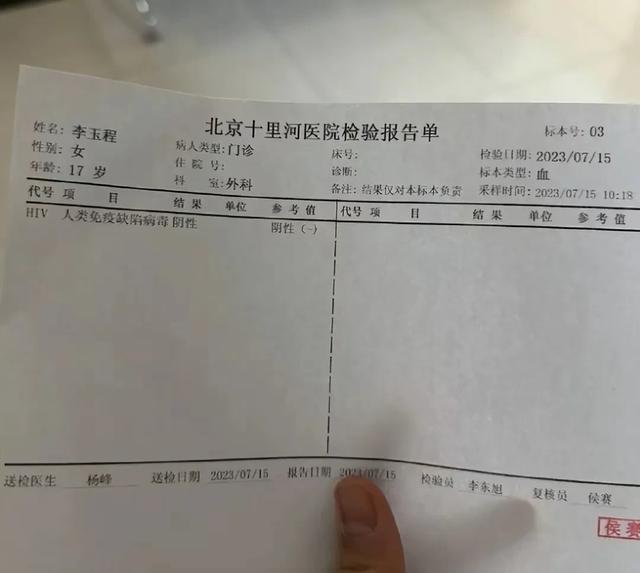 北京十里河医院检验报告单
姓名: 李玉程 标本号: 03
性别: 女 病人类型: 门诊 床号: 检验日期: 2023/07/15
年龄: 17 岁 住 院 号: 诊断: 标本类型: 血
科 室: 外科 备注: 结果仅对本标本负责 采样时间: 2023/07/15 10:18
代号 项 目 结 果 单位 参 考 值 代号 项 目 结 果 单 位 参 考 值
HIV 人类免疫缺陷病毒 阴性 阴性 (-)
送检医生 杨峰 送检日期 2023/07/15 报告日期 2023/07/15 检验员 李东旭 复核员 侯赛
侯赛